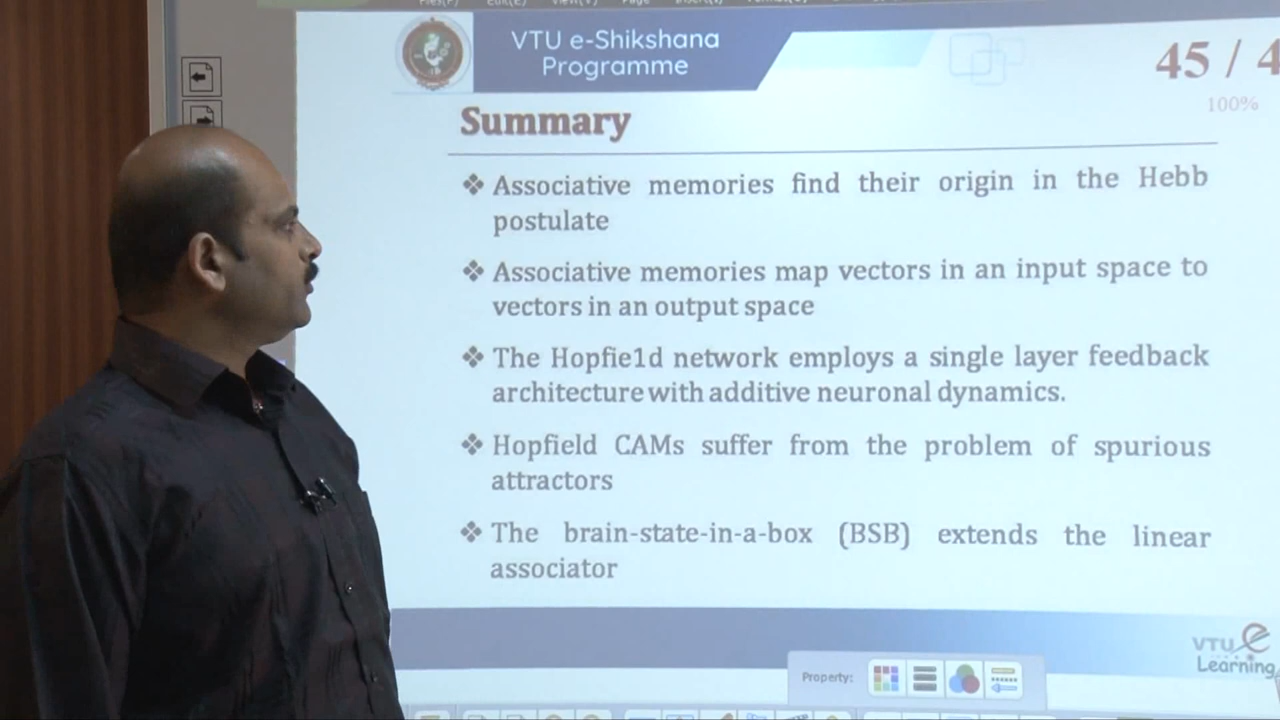 VTU e-Shikshana
Programme
45 / 4
100%
Summary
❖ Associative memories find their origin in the Hebb
postulate
❖ Associative memories map vectors in an input space to
vectors in an output space
❖ The Hopfie1d network employs a single layer feedback
architecture with additive neuronal dynamics.
❖ Hopfield CAMs suffer from the problem of spurious
attractors
❖ The brain-state-in-a-box (BSB) extends the linear
associator
VTU e
Learning
Property: